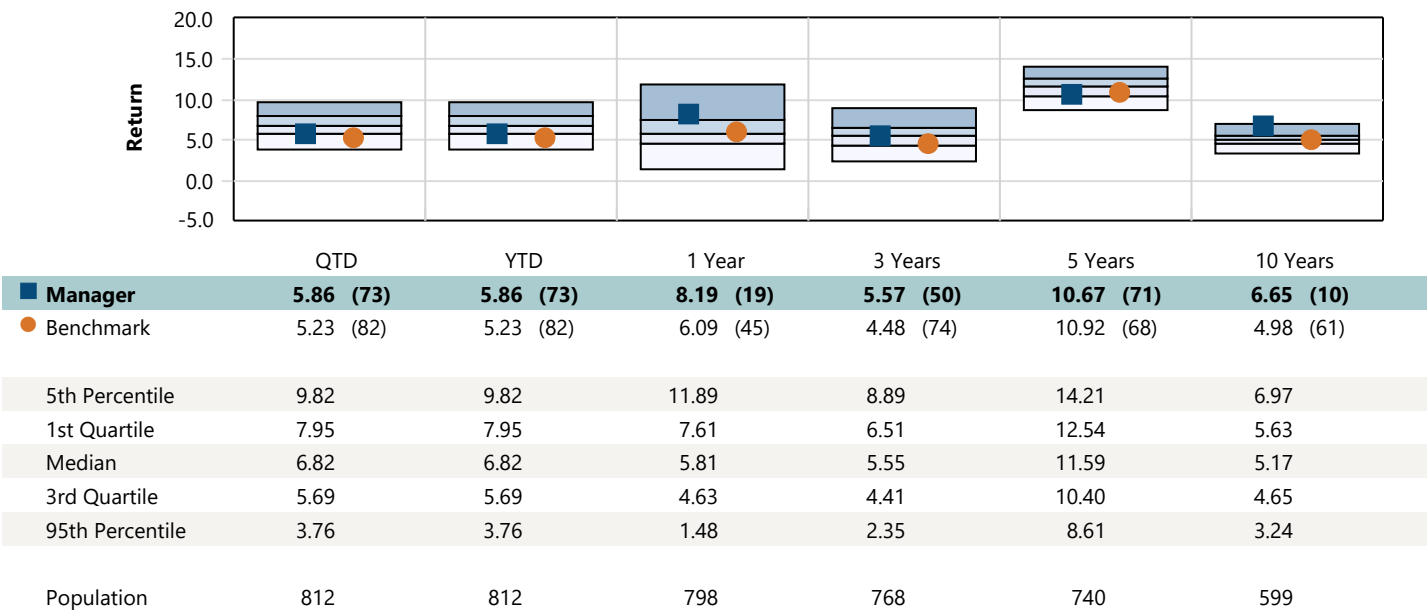 20.0
15.0
10.0
5.0
0.0
-5.0
Return
QTD YTD 1 Year 3 Years 5 Years 10 Years
Manager 5.86 (73) 5.86 (73) 8.19 (19) 5.57 (50) 10.67 (71) 6.65 (10)
Benchmark 5.23 (82) 5.23 (82) 6.09 (45) 4.48 (74) 10.92 (68) 4.98 (61)
5th Percentile 9.82 9.82 11.89 8.89 14.21 6.97
1st Quartile 7.95 7.95 7.61 6.51 12.54 5.63
Median 6.82 6.82 5.81 5.55 11.59 5.17
3rd Quartile 5.69 5.69 4.63 4.41 10.40 4.65
95th Percentile 3.76 3.76 1.48 2.35 8.61 3.24
Population 812 812 798 768 740 599